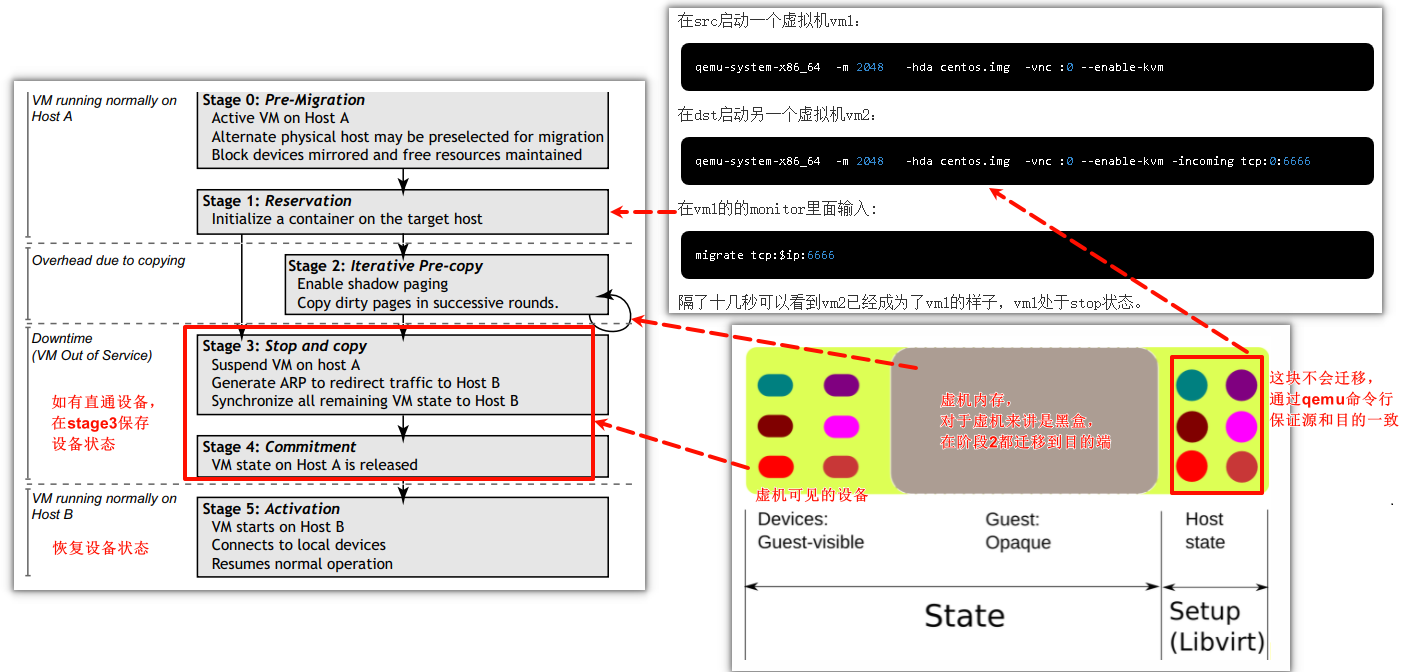 VM running normally on
Host A
Stage 0: Pre-Migration
Active VM on Host A
Alternate physical host may be preselected for migration
Block devices mirrored and free resources maintained
Stage 1: Reservation
Initialize a container on the target host
Overhead due to copying
Stage 2: Iterative Pre-copy
Enable shadow paging
Copy dirty pages in successive rounds.
Downtime
(VM Out of Service)
如有直通设备，
在stage3保存
设备状态
Stage 3: Stop and copy
Suspend VM on host A
Generate ARP to redirect traffic to Host B
Synchronize all remaining VM state to Host B
Stage 4: Commitment
VM state on Host A is released
VM running normally on
Host B
恢复设备状态
Stage 5: Activation
VM starts on Host B
Connects to local devices
Resumes normal operation
在src启动一个虚拟机vm1：
qemu-system-x86_64 -m 2048 -hda centos.img -vnc :0 --enable-kvm
在dst启动另一个虚拟机vm2：
qemu-system-x86_64 -m 2048 -hda centos.img -vnc :0 --enable-kvm -incoming tcp:0:6666
在vm1的的monitor里面输入:
migrate tcp:$ip:6666
隔了十几秒可以看到vm2已经成为了vm1的样子，vm1处于stop状态。
虚机内存，
对于虚机来讲是黑盒，
在阶段2都迁移到目的端
这块不会迁移，
通过qemu命令行
保证源和目的一致
虚机可见的设备
Devices:
Guest-visible
Guest:
Opaque
Host
state
State
Setup
(Libvirt)